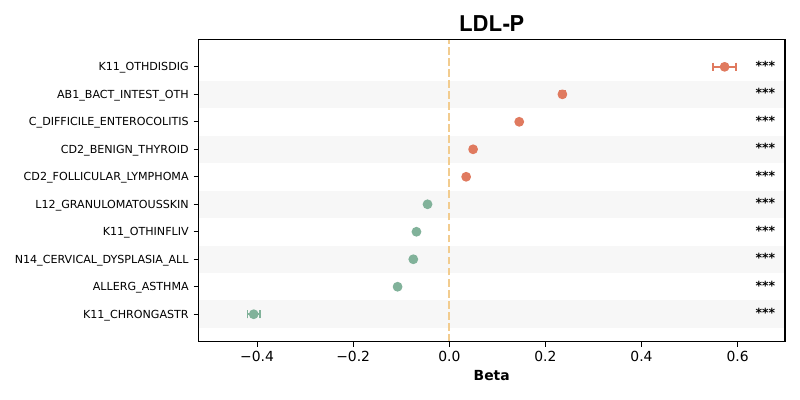 LDL-P
K11_OTHDISDIG ***
AB1_BACT_INTEST_OTH ***
C_DIFFICILE_ENTEROCOLITIS ***
CD2_BENIGN_THYROID ***
CD2_FOLLICULAR_LYMPHOMA ***
L12_GRANULOMATOUSSKIN ***
K11_OTHINFLIV ***
N14_CERVICAL_DYSPLASIA_ALL ***
ALLERG_ASTHMA ***
K11_CHRONGASTR ***
−0.4 −0.2 0.0 0.2 0.4 0.6
Beta